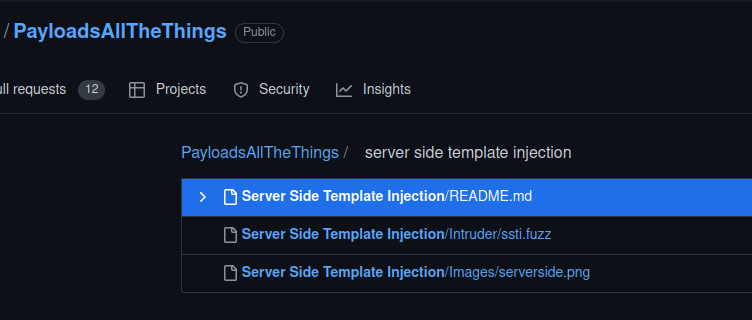 / PayloadsAllTheThings Public
ull requests 12 Projects Security Insights
PayloadsAllTheThings / server side template injection
Server Side Template Injection/README.md
Server Side Template Injection/Intruder/ssti.fuzz
Server Side Template Injection/Images/serverside.png